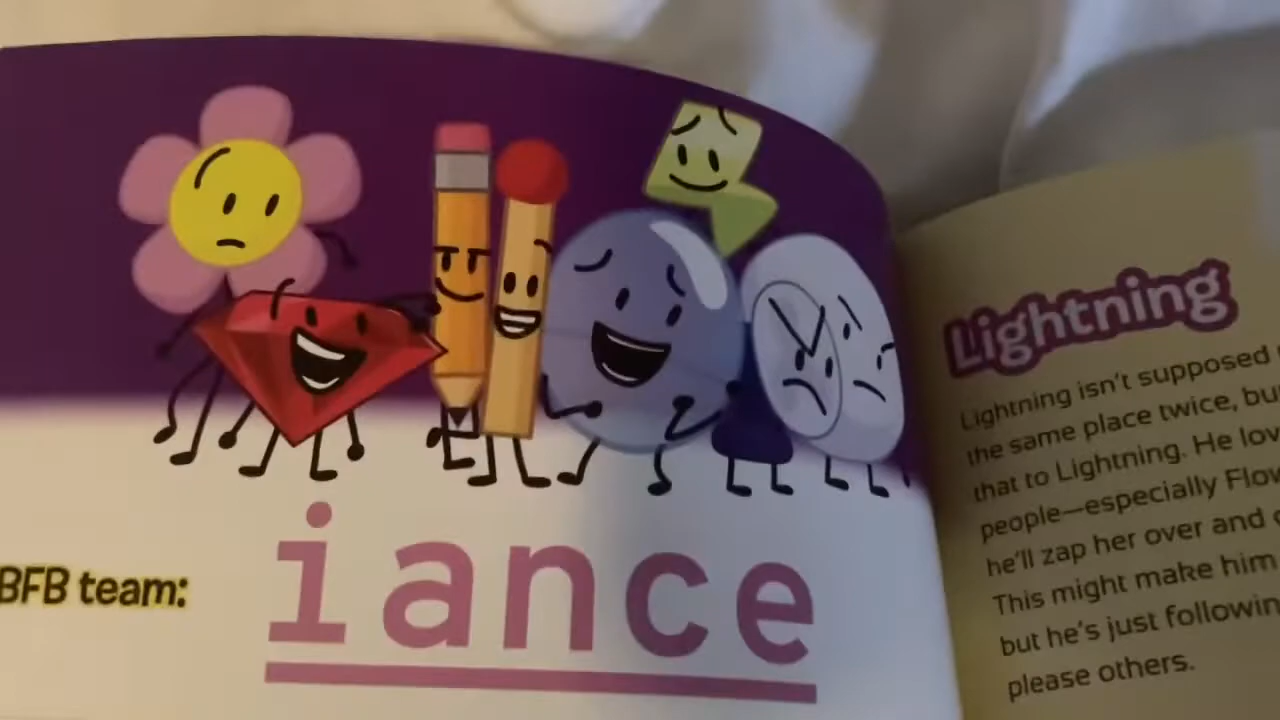 BFB team:
iance
Lightning
Lightning isn't supposed
the same place twice, bu
that to Lightning. He lov
people—especially Flow
he'll zap her over and
This might make him
but he's just followin
please others.